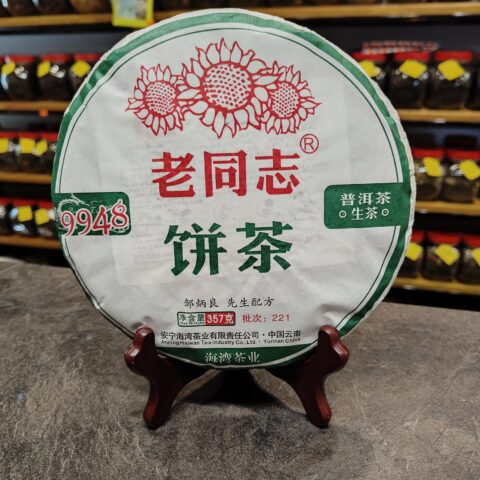 老同志®
9948
普洱茶
生茶
饼茶
邹炳良 先生配方
净含量 357克 批次：221
安宁海湾茶业有限责任公司·中国云南
Anning Haiwan Tea Industry Co.,Ltd. · Yunnan China
海湾茶业